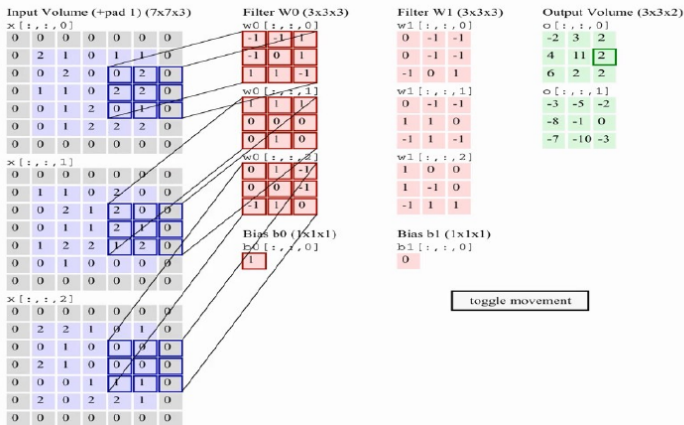 Input Volume (+pad 1) (7x7x3)
x[:,:,0]
0 0 0 0 0 0 0
0 2 1 0 1 1 0
0 0 2 0 0 2 0
0 1 1 0 2 2 0
0 0 1 2 0 1 0
0 0 1 2 2 2 0
0 0 0 0 0 0 0
x[:,:,1]
0 0 0 0 0 0 0
0 1 1 0 2 0 0
0 0 2 1 2 0 0
0 0 1 1 2 1 0
0 1 2 2 1 2 0
0 0 1 0 0 0 0
0 0 0 0 0 0 0
x[:,:,2]
0 0 0 0 0 0 0
0 2 2 1 0 1 0
0 0 1 0 0 0 0
0 2 1 0 0 0 0
0 0 0 1 1 1 0
0 2 0 2 2 1 0
0 0 0 0 0 0 0
Filter W0 (3x3x3)
w0[:,:,0]
-1 -1 1
-1 0 1
1 1 -1
w0[:,:,1]
1 1 1
0 0 0
0 1 0
w0[:,:,2]
0 1 -1
0 0 -1
-1 1 0
Bias b0 (1x1x1)
b0[:,:,0]
1
Filter W1 (3x3x3)
w1[:,:,0]
0 -1 -1
0 -1 -1
-1 0 1
w1[:,:,1]
0 -1 -1
1 1 0
-1 1 -1
w1[:,:,2]
1 0 0
1 -1 0
-1 1 1
Bias b1 (1x1x1)
b1[:,:,0]
0
Output Volume (3x3x2)
o[:,:,0]
-2 3 2
4 11 2
6 2 2
o[:,:,1]
-3 -5 -2
-8 -1 0
-7 -10 -3
toggle movement